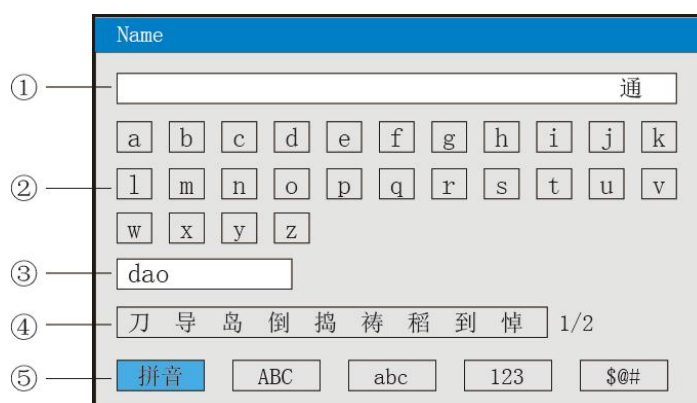 Name
① 通
a b c d e f g h i j k
② l m n o p q r s t u v
w x y z
③ dao
④ 刀 导 岛 倒 捣 祷 稻 到 悼 1/2
⑤ 拼音 ABC abc 123 $@#